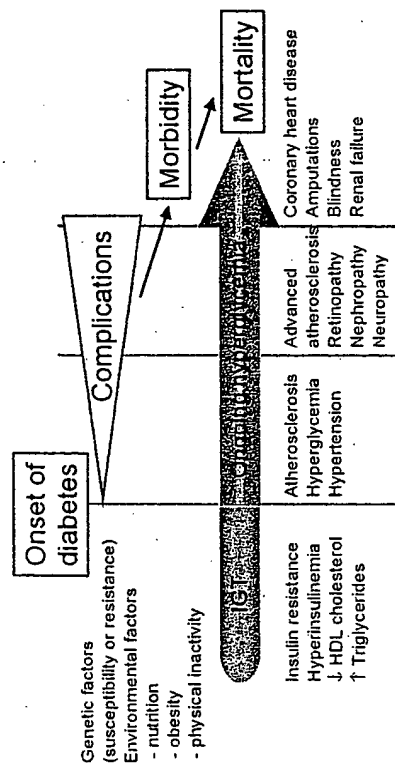 Onset of
diabetes
Genetic factors
(susceptibility or resistance)
Environmental factors
- nutrition
- obesity
- physical inactivity
Complications
Morbidity
Mortality
IGT
Ongoing hyperglycemia
Insulin resistance
Hyperinsulinemia
↓ HDL cholesterol
↑ Triglycerides
Atherosclerosis
Hyperglycemia
Hypertension
Advanced
atherosclerosis
Retinopathy
Nephropathy
Neuropathy
Coronary heart disease
Amputations
Blindness
Renal failure